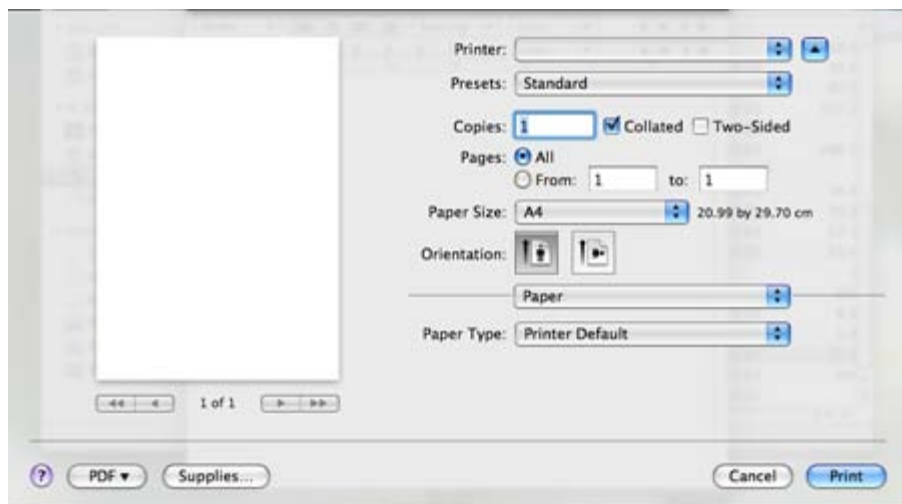 Printer:
Presets: Standard
Copies: 1 Collated Two-Sided
Pages: All
From: 1 to: 1
Paper Size: A4 20.99 by 29.70 cm
Orientation:
Paper
Paper Type: Printer Default
1 of 1
? PDF Supplies... Cancel Print